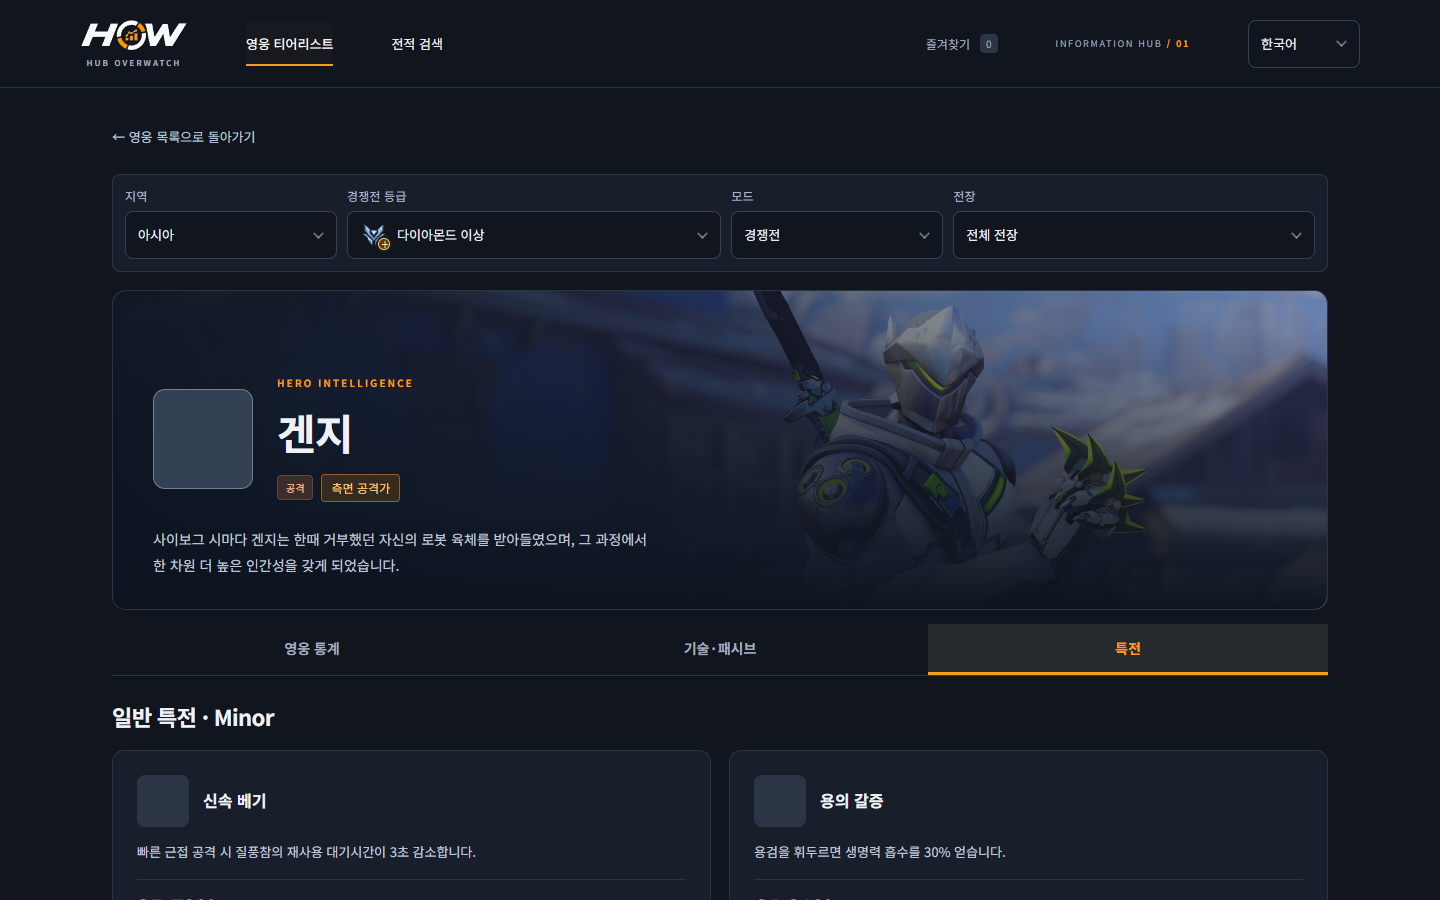 HOW
HUB OVERWATCH
영웅 티어리스트
전적 검색
즐겨찾기 0
INFORMATION HUB / 01
한국어
← 영웅 목록으로 돌아가기
지역
경쟁전 등급
모드
전장
아시아
다이아몬드 이상
경쟁전
전체 전장
HERO INTELLIGENCE
겐지
공격
측면 공격가
사이보그 시마다 겐지는 한때 거부했던 자신의 로봇 육체를 받아들였으며, 그 과정에서
한 차원 더 높은 인간성을 갖게 되었습니다.
영웅 통계
기술·패시브
특전
일반 특전 · Minor
신속 베기
빠른 근접 공격 시 질풍참의 재사용 대기시간이 3초 감소합니다.
용의 갈증
용검을 휘두르면 생명력 흡수를 30% 얻습니다.